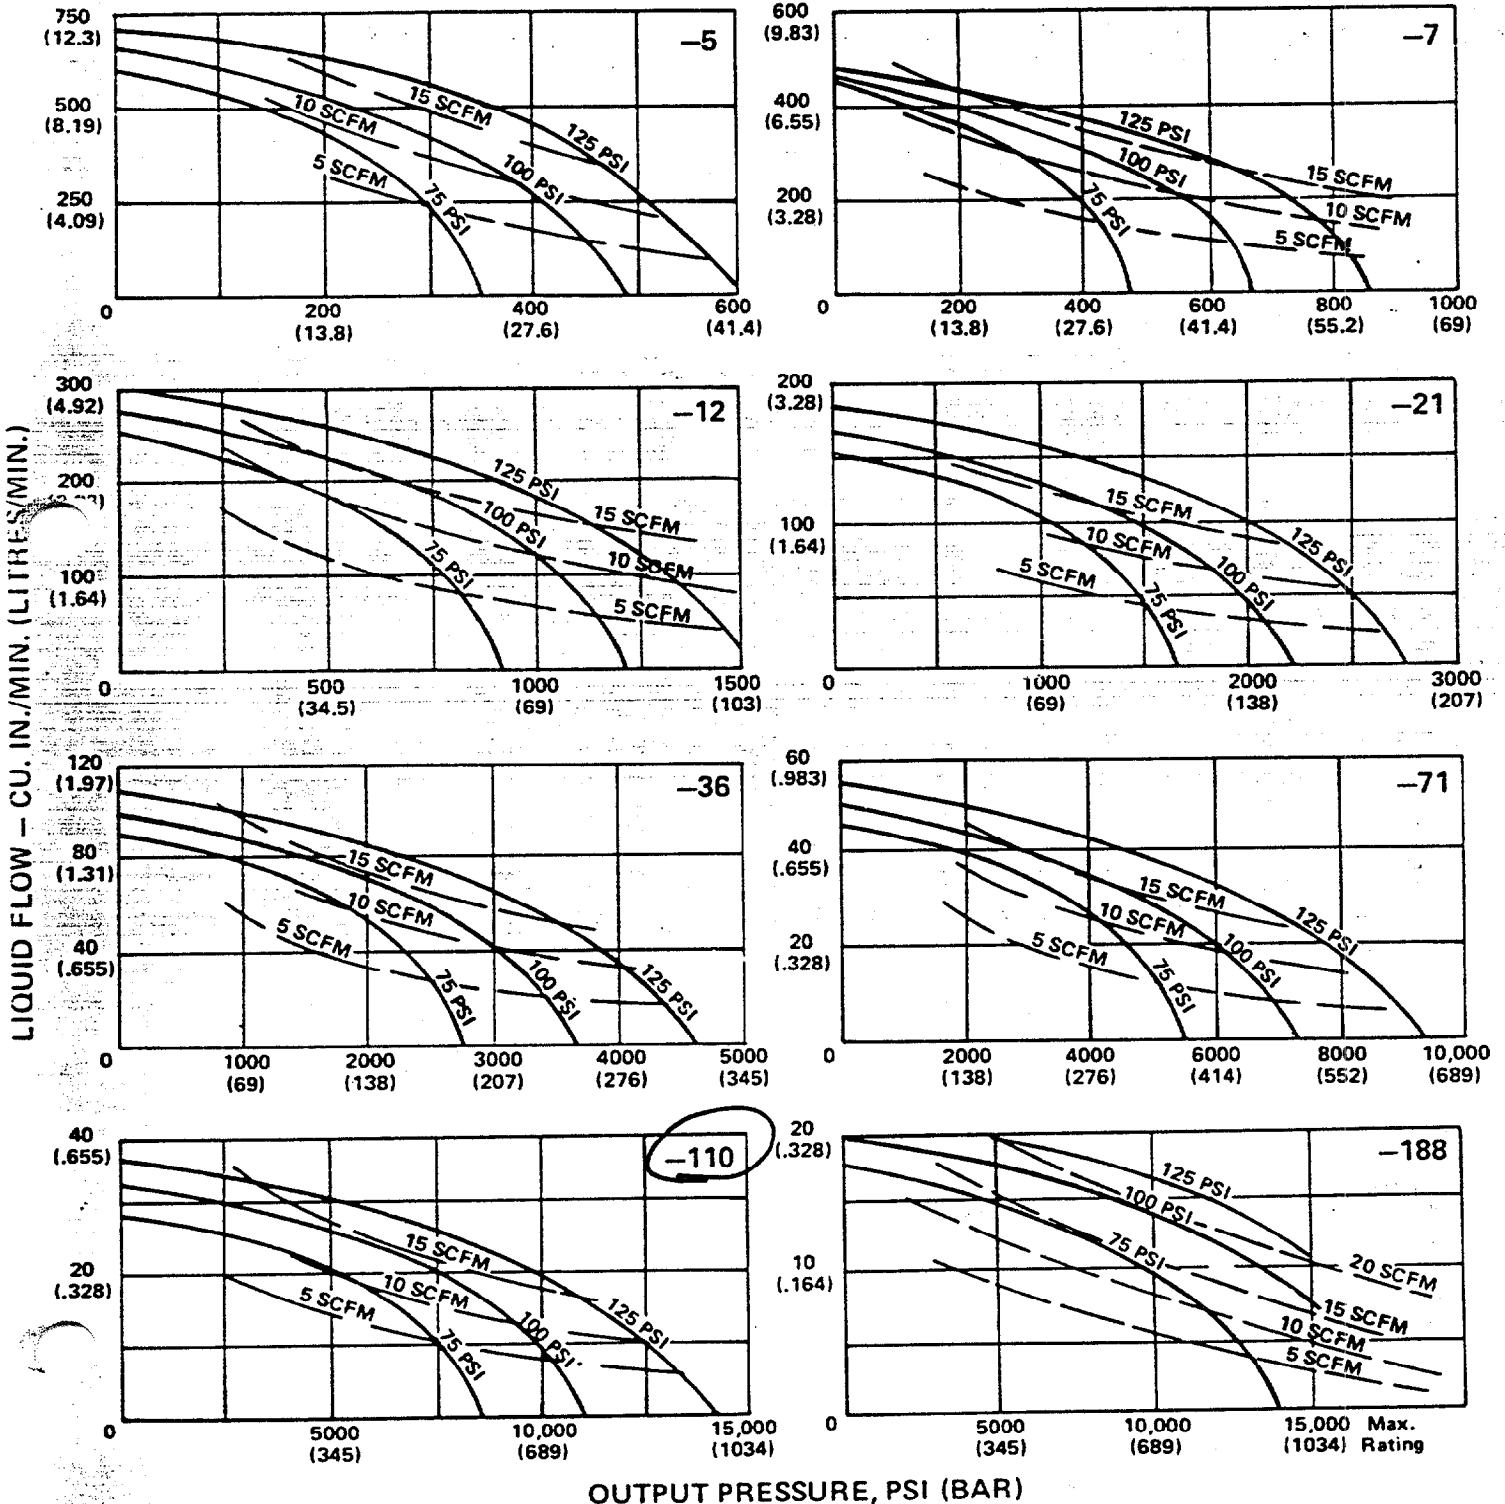 LIQUID FLOW – CU. IN./MIN. (LITRES/MIN.)
–5
750
(12.3)
500
(8.19)
250
(4.09)
15 SCFM
10 SCFM
5 SCFM
125 PSI
100 PSI
75 PSI
0 200 400 600
(13.8) (27.6) (41.4)
–7
600
(9.83)
400
(6.55)
200
(3.28)
125 PSI
100 PSI
75 PSI
15 SCFM
10 SCFM
5 SCFM
0 200 400 600 800 1000
(13.8) (27.6) (41.4) (55.2) (69)
–12
300
(4.92)
200
100
(1.64)
125 PSI
100 PSI
75 PSI
15 SCFM
10 SCFM
5 SCFM
0 500 1000 1500
(34.5) (69) (103)
–21
200
(3.28)
100
(1.64)
15 SCFM
10 SCFM
5 SCFM
125 PSI
100 PSI
75 PSI
0 1000 2000 3000
(69) (138) (207)
–36
120
(1.97)
80
(1.31)
40
(.655)
15 SCFM
10 SCFM
5 SCFM
75 PSI
100 PSI
125 PSI
0 1000 2000 3000 4000 5000
(69) (138) (207) (276) (345)
–71
60
(.983)
40
(.655)
20
(.328)
15 SCFM
10 SCFM
5 SCFM
125 PSI
100 PSI
75 PSI
0 2000 4000 6000 8000 10,000
(138) (276) (414) (552) (689)
–110
40
(.655)
20
(.328)
15 SCFM
10 SCFM
5 SCFM
125 PSI
100 PSI
75 PSI
0 5000 10,000 15,000
(345) (689) (1034)
–188
20
(.328)
10
(.164)
125 PSI
100 PSI
75 PSI
20 SCFM
15 SCFM
10 SCFM
5 SCFM
0 5000 10,000 15,000 Max.
(345) (689) (1034) Rating
OUTPUT PRESSURE, PSI (BAR)